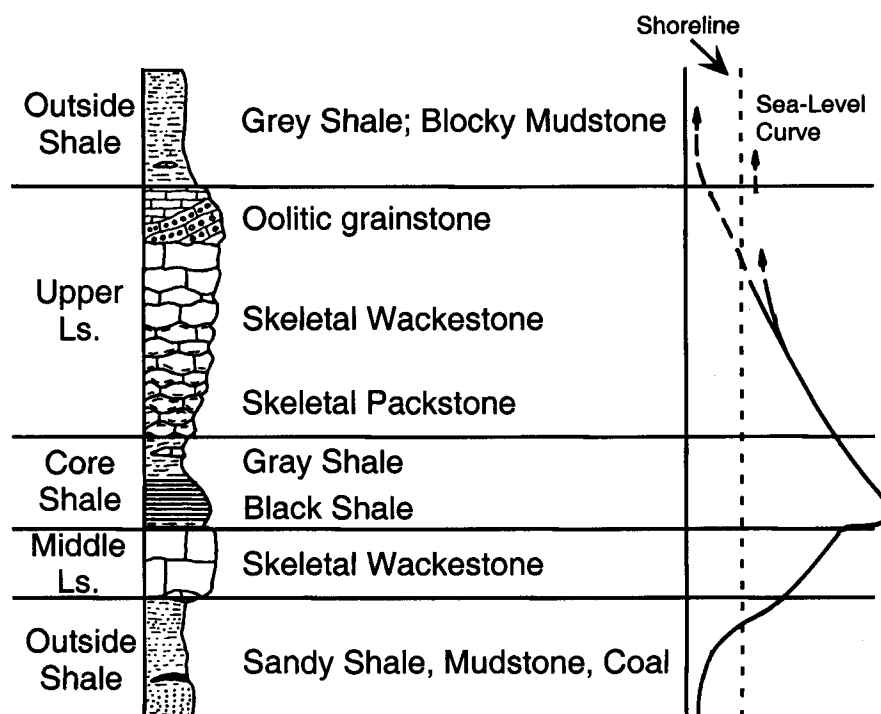 Shoreline
Outside
Shale
Grey Shale; Blocky Mudstone
Sea-Level
Curve
Oolitic grainstone
Upper
Ls.
Skeletal Wackestone
Skeletal Packstone
Core
Shale
Gray Shale
Black Shale
Middle
Ls.
Skeletal Wackestone
Outside
Shale
Sandy Shale, Mudstone, Coal